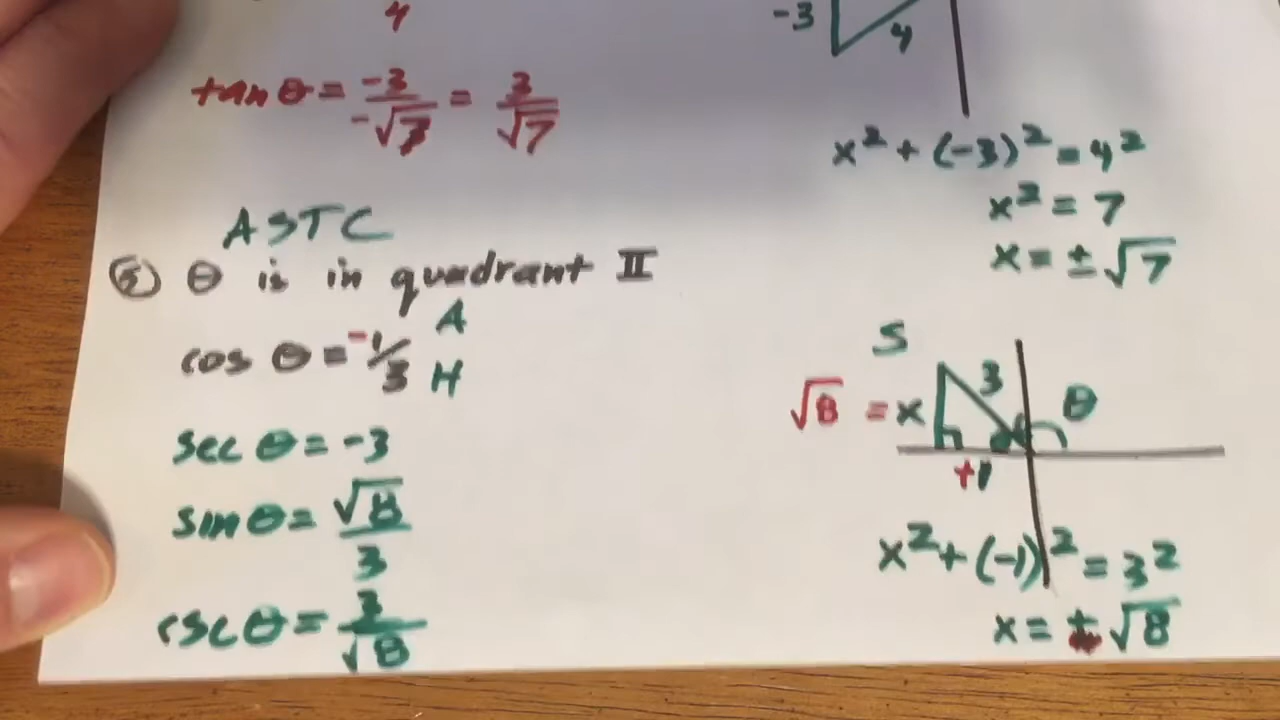 4
tan θ = -3/-√7 = 3/√7
ASTC
⑤ θ is in quadrant II
cos θ = -1/3 A H
sec θ = -3
sin θ = √8/3
csc θ = 3/√8
-3
4
x² + (-3)² = 4²
x² = 7
x = ± √7
S
3
√8 = x
θ
+1
x² + (-1)² = 3²
x = ± √8